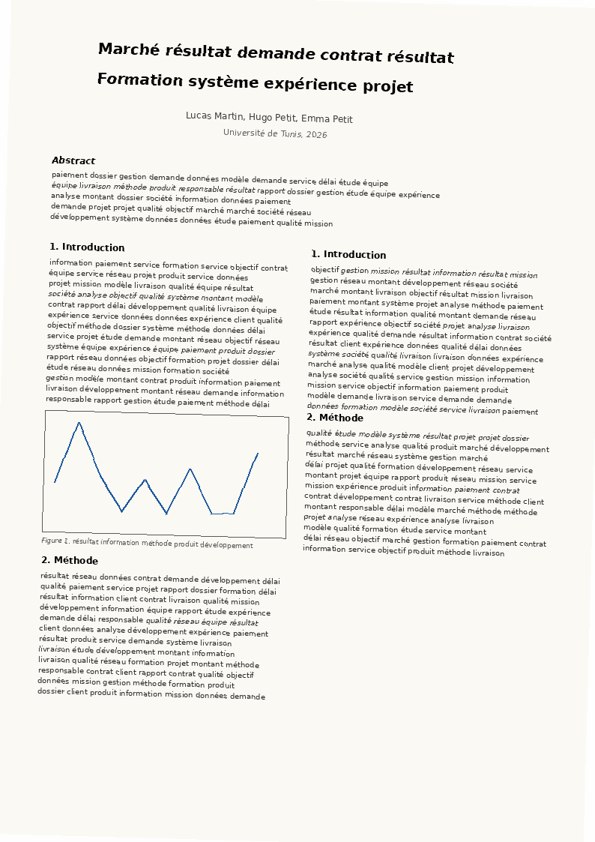 Marché résultat demande contrat résultat
Formation système expérience projet
Lucas Martin, Hugo Petit, Emma Petit
Université de Tunis, 2026
Abstract
paiement dossier gestion demande données modèle demande service délai étude équipe
équipe livraison méthode produit responsable résultat rapport dossier gestion étude équipe expérience
analyse montant dossier société information données paiement
demande projet projet qualité objectif marché marché société réseau
développement système données données étude paiement qualité mission
1. Introduction
information paiement service formation service objectif contrat
équipe service réseau projet produit service données
projet mission modèle livraison qualité équipe résultat
société analyse objectif qualité système montant modèle
contrat rapport délai développement qualité livraison équipe
expérience service données données expérience client qualité
objectif méthode dossier système méthode données délai
service projet étude demande montant réseau objectif réseau
système équipe expérience équipe paiement produit dossier
rapport réseau données objectif formation projet dossier délai
étude réseau données mission formation société
gestion modèle montant contrat produit information paiement
livraison développement montant réseau demande information
responsable rapport gestion étude paiement méthode délai
Figure 1. résultat information méthode produit développement
2. Méthode
résultat réseau données contrat demande développement délai
qualité paiement service projet rapport dossier formation délai
résultat information client contrat livraison qualité mission
développement information équipe rapport étude expérience
demande délai responsable qualité réseau équipe résultat
client données analyse développement expérience paiement
résultat produit service demande système livraison
livraison étude développement montant information
livraison qualité réseau formation projet montant méthode
responsable contrat client rapport contrat qualité objectif
données mission gestion méthode formation produit
dossier client produit information mission données demande
1. Introduction
objectif gestion mission résultat information résultat mission
gestion réseau montant développement réseau société
marché montant livraison objectif résultat mission livraison
paiement montant système projet analyse méthode paiement
étude résultat information qualité montant demande réseau
rapport expérience objectif société projet analyse livraison
expérience qualité demande résultat information contrat société
résultat client expérience données qualité délai données
système société qualité livraison livraison données expérience
marché analyse qualité modèle client projet développement
analyse société qualité service gestion mission information
mission service objectif information paiement produit
modèle demande livraison service demande demande
données formation modèle société service livraison paiement
2. Méthode
qualité étude modèle système résultat projet projet dossier
méthode service analyse qualité produit marché développement
résultat marché réseau système gestion marché
délai projet qualité formation développement réseau service
montant projet équipe rapport produit réseau mission service
mission expérience produit information paiement contrat
contrat développement contrat livraison service méthode client
montant responsable délai modèle marché méthode méthode
projet analyse réseau expérience analyse livraison
modèle qualité formation étude service montant
délai réseau objectif marché gestion formation paiement contrat
information service objectif produit méthode livraison